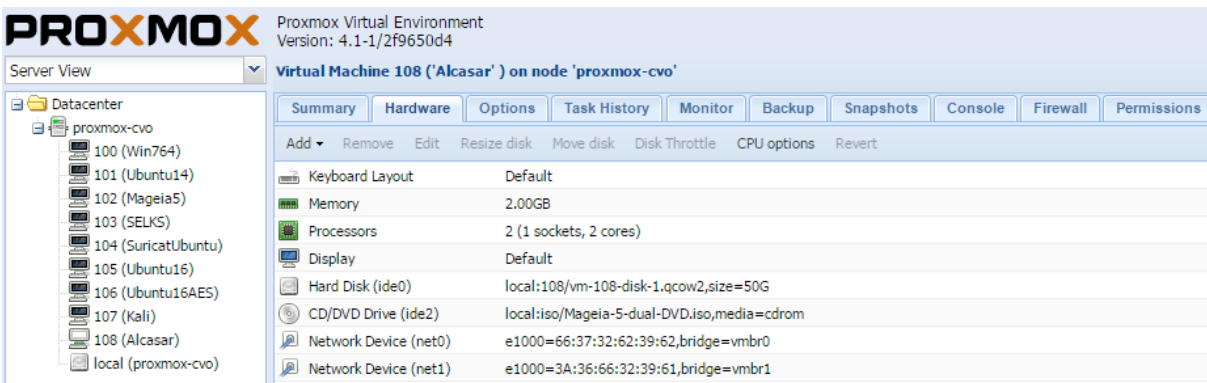 PROXMOX
Proxmox Virtual Environment
Version: 4.1-1/2f9650d4
Server View
Virtual Machine 108 ('Alcasar' ) on node 'proxmox-cvo'
Datacenter
proxmox-cvo
100 (Win764)
101 (Ubuntu14)
102 (Mageia5)
103 (SELKS)
104 (SuricatUbuntu)
105 (Ubuntu16)
106 (Ubuntu16AES)
107 (Kali)
108 (Alcasar)
local (proxmox-cvo)
Summary Hardware Options Task History Monitor Backup Snapshots Console Firewall Permissions
Add Remove Edit Resize disk Move disk Disk Throttle CPU options Revert
Keyboard Layout Default
Memory 2.00GB
Processors 2 (1 sockets, 2 cores)
Display Default
Hard Disk (ide0) local:108/vm-108-disk-1.qcow2,size=50G
CD/DVD Drive (ide2) local:iso/Mageia-5-dual-DVD.iso,media=cdrom
Network Device (net0) e1000=66:37:32:62:39:62,bridge=vmbr0
Network Device (net1) e1000=3A:36:66:32:39:61,bridge=vmbr1